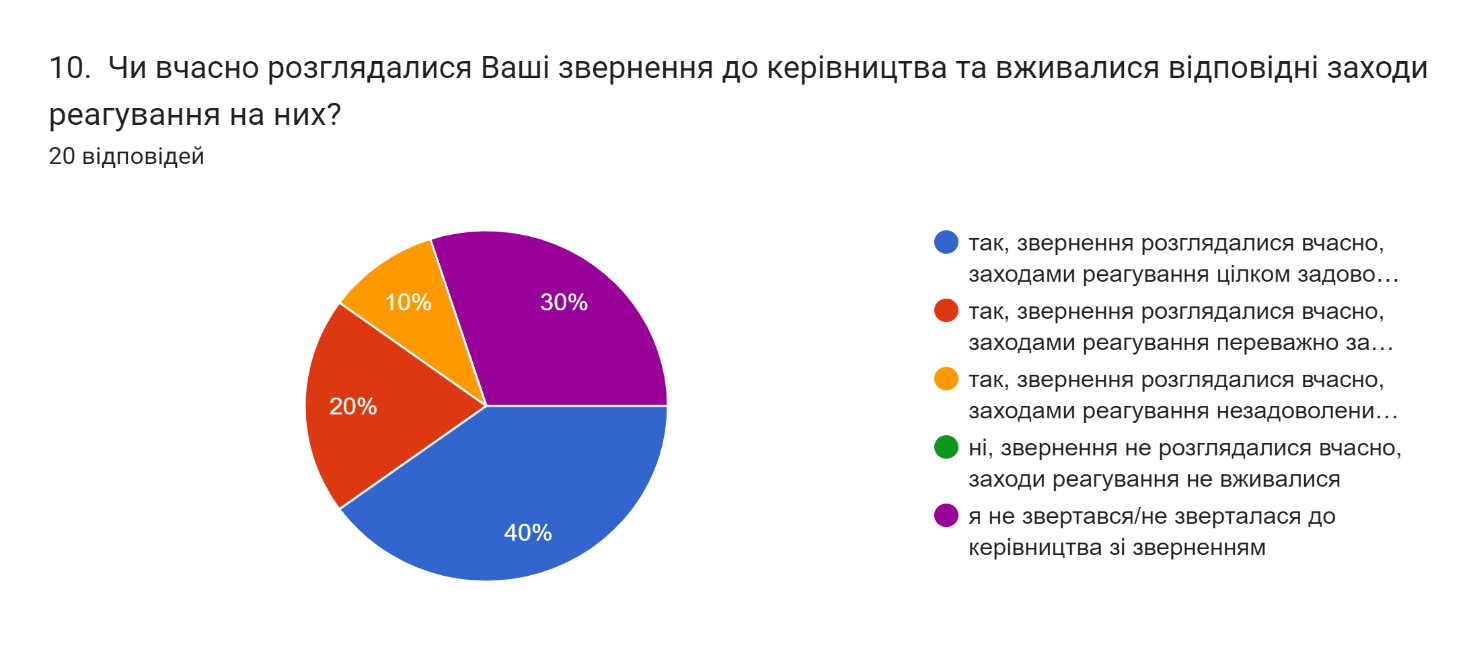 10. Чи вчасно розглядалися Ваші звернення до керівництва та вживалися відповідні заходи
реагування на них?
20 відповідей
10%
30%
20%
40%
так, звернення розглядалися вчасно,
заходами реагування цілком задово…
так, звернення розглядалися вчасно,
заходами реагування переважно за…
так, звернення розглядалися вчасно,
заходами реагування незадоволени…
ні, звернення не розглядалися вчасно,
заходи реагування не вживалися
я не звертався/не зверталася до
керівництва зі зверненням